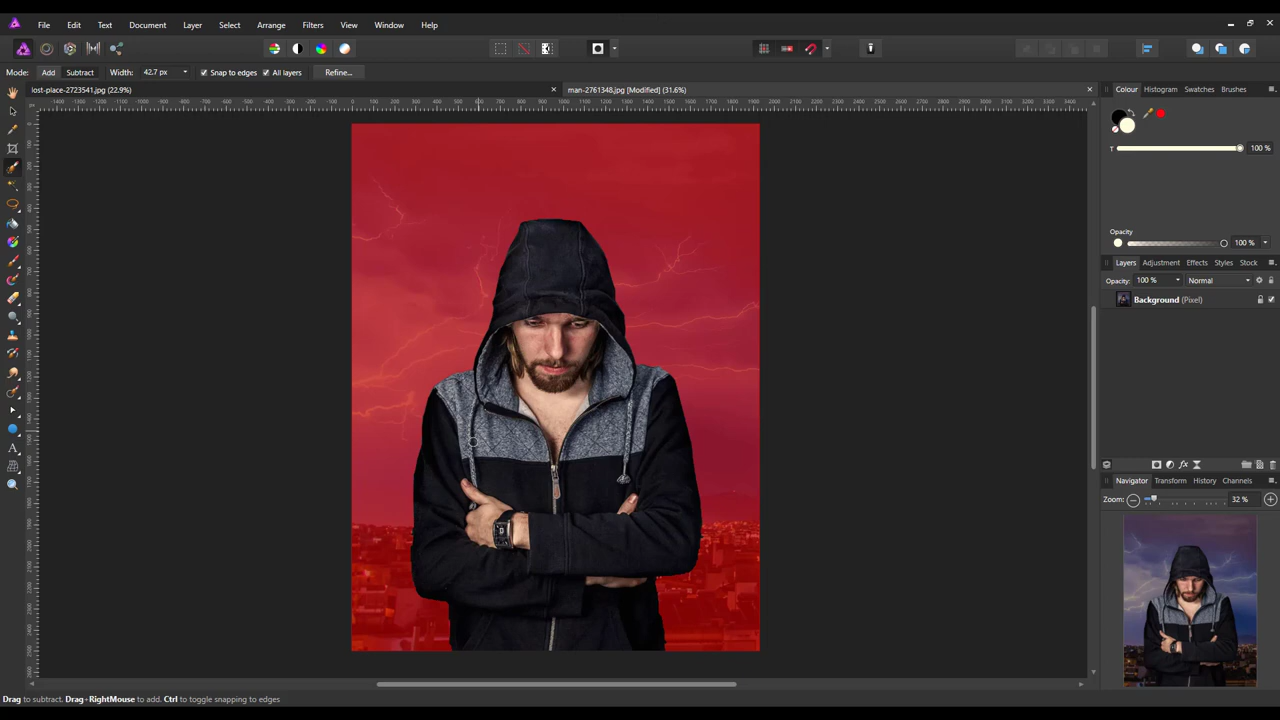 File Edit Text Document Layer Select Arrange Filters View Window Help
Mode: Add Subtract Width: 42.7 px Snap to edges All layers Refine...
lost-place-2723541.jpg (22.9%) man-2761348.jpg [Modified] (31.6%)
Colour Histogram Swatches Brushes
T 100 %
Opacity
100 %
Layers Adjustment Effects Styles Stock
Opacity: 100 % Normal
Background (Pixel)
Navigator Transform History Channels
Zoom: 32 %
Drag to subtract. Drag+RightMouse to add. Ctrl to toggle snapping to edges